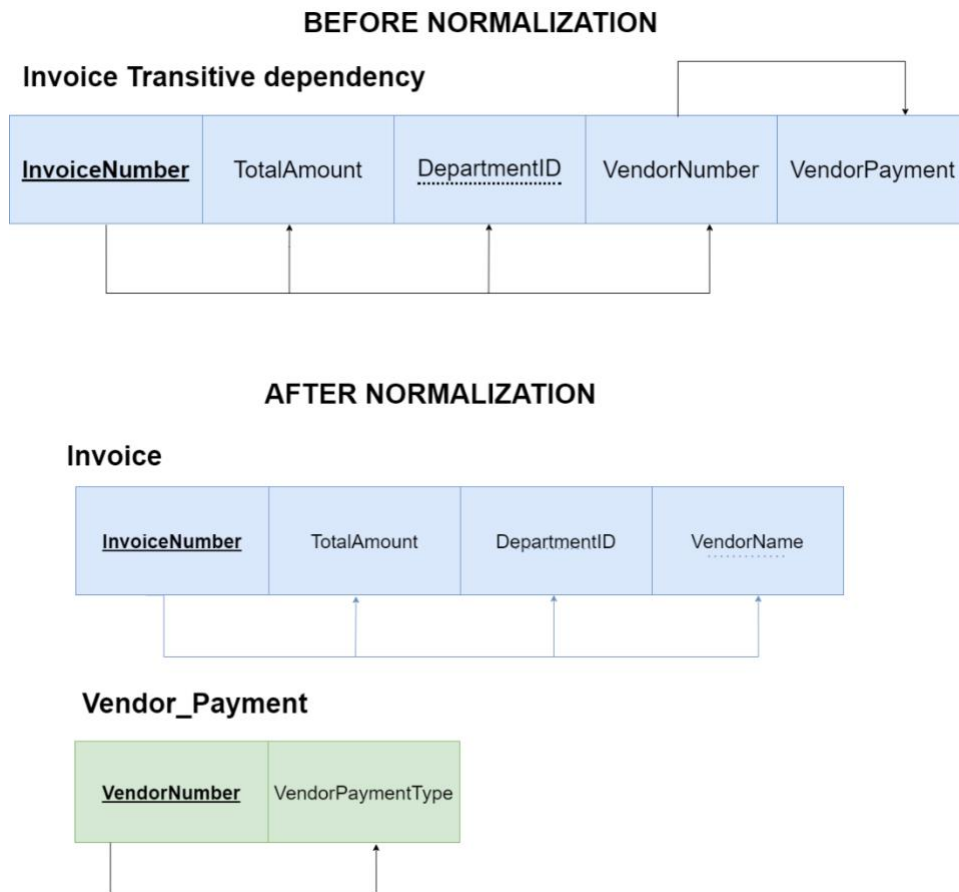 BEFORE NORMALIZATION
Invoice Transitive dependency
InvoiceNumber TotalAmount DepartmentID VendorNumber VendorPayment
AFTER NORMALIZATION
Invoice
InvoiceNumber TotalAmount DepartmentID VendorName
Vendor_Payment
VendorNumber VendorPaymentType